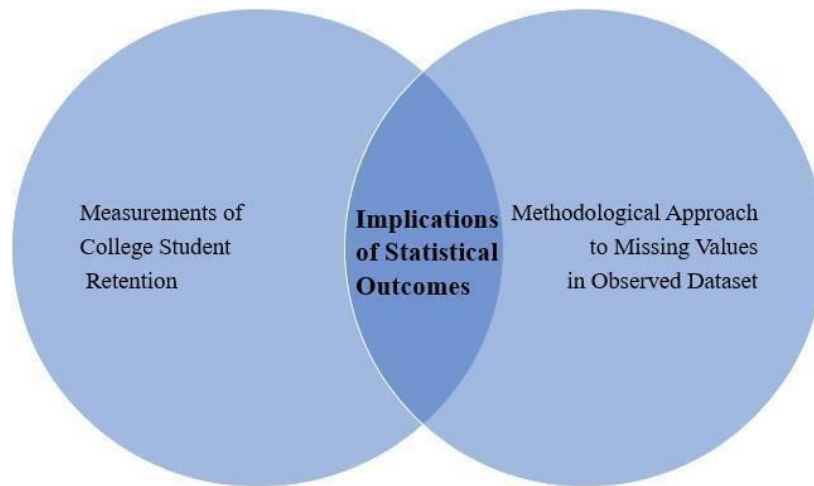 Measurements of
College Student
Retention
Implications
of Statistical
Outcomes
Methodological Approach
to Missing Values
in Observed Dataset